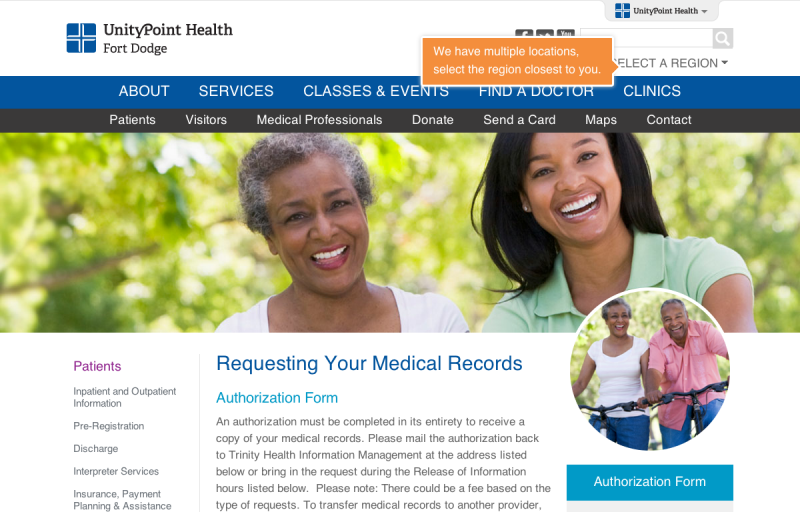 UnityPoint Health
UnityPoint Health
Fort Dodge
We have multiple locations,
select the region closest to you.
ELECT A REGION
ABOUT SERVICES CLASSES & EVENTS FIND A DOCTOR CLINICS
Patients Visitors Medical Professionals Donate Send a Card Maps Contact
Patients
Inpatient and Outpatient
Information
Pre-Registration
Discharge
Interpreter Services
Insurance, Payment
Planning & Assistance
Requesting Your Medical Records
Authorization Form
An authorization must be completed in its entirety to receive a
copy of your medical records. Please mail the authorization back
to Trinity Health Information Management at the address listed
below or bring in the request during the Release of Information
hours listed below.  Please note: There could be a fee based on the
type of requests. To transfer medical records to another provider,
Authorization Form